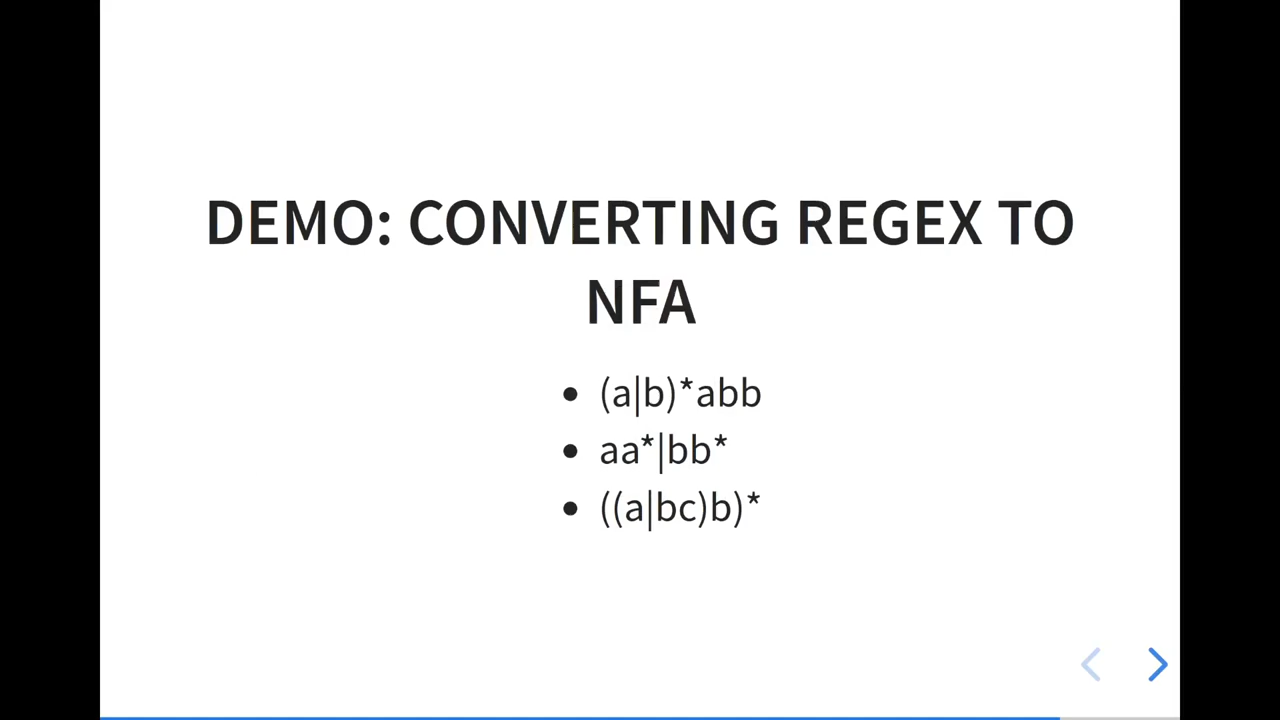 DEMO: CONVERTING REGEX TO
NFA
• (a|b)*abb
• aa*|bb*
• ((a|bc)b)*